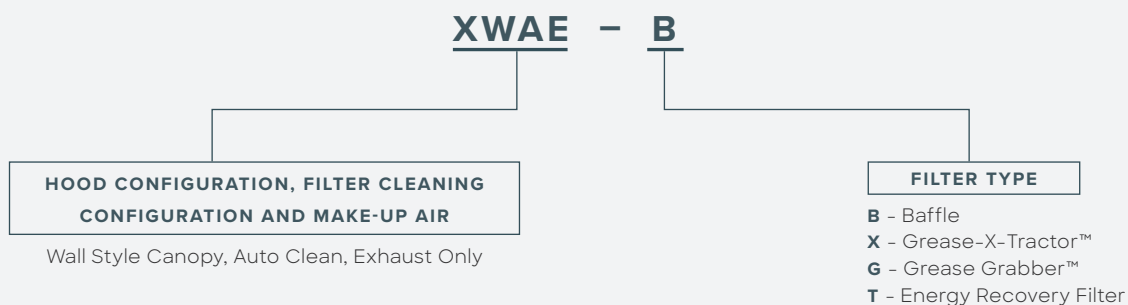 XWAE – B
HOOD CONFIGURATION, FILTER CLEANING
CONFIGURATION AND MAKE-UP AIR
Wall Style Canopy, Auto Clean, Exhaust Only
FILTER TYPE
B – Baffle
X – Grease-X-Tractor™
G – Grease Grabber™
T – Energy Recovery Filter